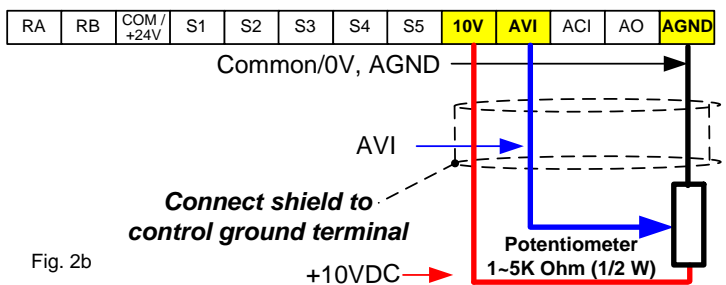 RA RB COM / +24V S1 S2 S3 S4 S5 10V AVI ACI AO AGND
Common/0V, AGND
AVI
Connect shield to
control ground terminal
Potentiometer
1~5K Ohm (1/2 W)
Fig. 2b
+10VDC